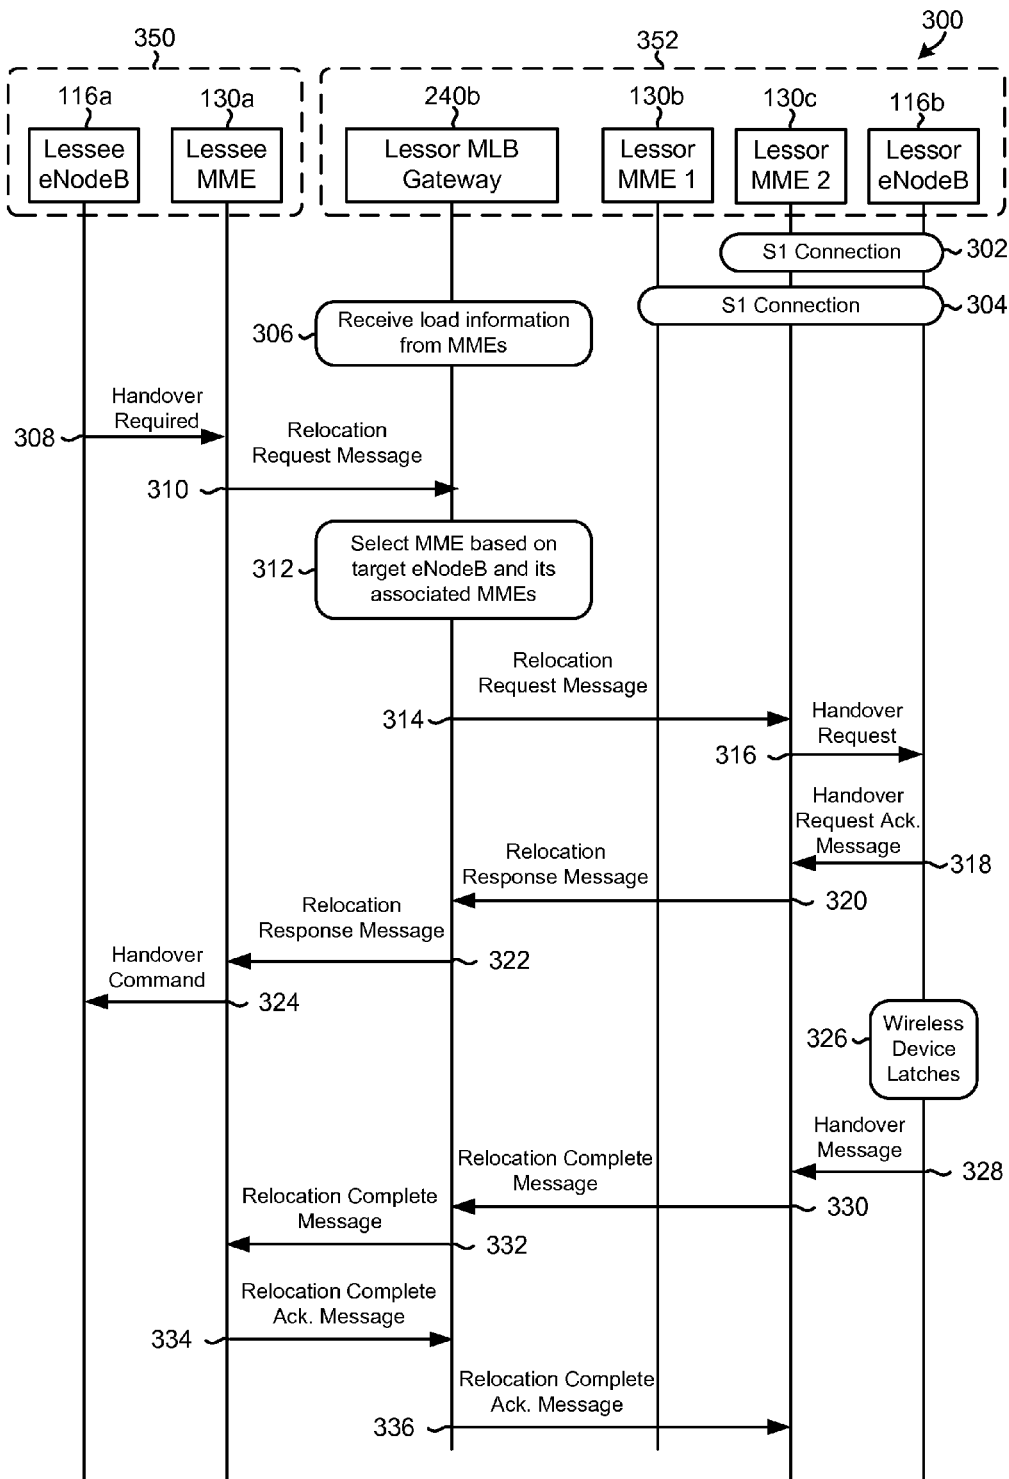 300
350
352
116a
130a
240b
130b
130c
116b
Lessee
eNodeB
Lessee
MME
Lessor MLB
Gateway
Lessor
MME 1
Lessor
MME 2
Lessor
eNodeB
S1 Connection
302
S1 Connection
304
306
Receive load information
from MMEs
Handover
Required
308
Relocation
Request Message
310
312
Select MME based on
target eNodeB and its
associated MMEs
Relocation
Request Message
314
Handover
Request
316
Handover
Request Ack.
Message
318
Relocation
Response Message
320
Relocation
Response Message
322
Handover
Command
324
326
Wireless
Device
Latches
Handover
Message
328
Relocation Complete
Message
330
Relocation Complete
Message
332
Relocation Complete
Ack. Message
334
Relocation Complete
Ack. Message
336